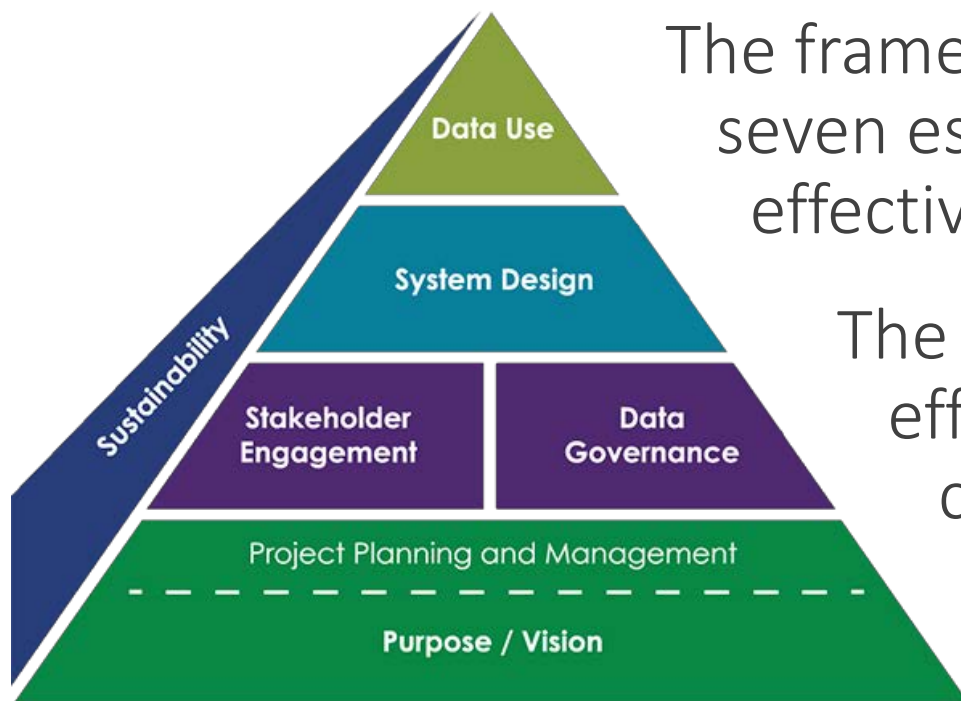 The frame
seven es
effectiv
The
eff
Data Use
System Design
Sustainability
Stakeholder
Engagement
Data
Governance
Project Planning and Management
Purpose / Vision